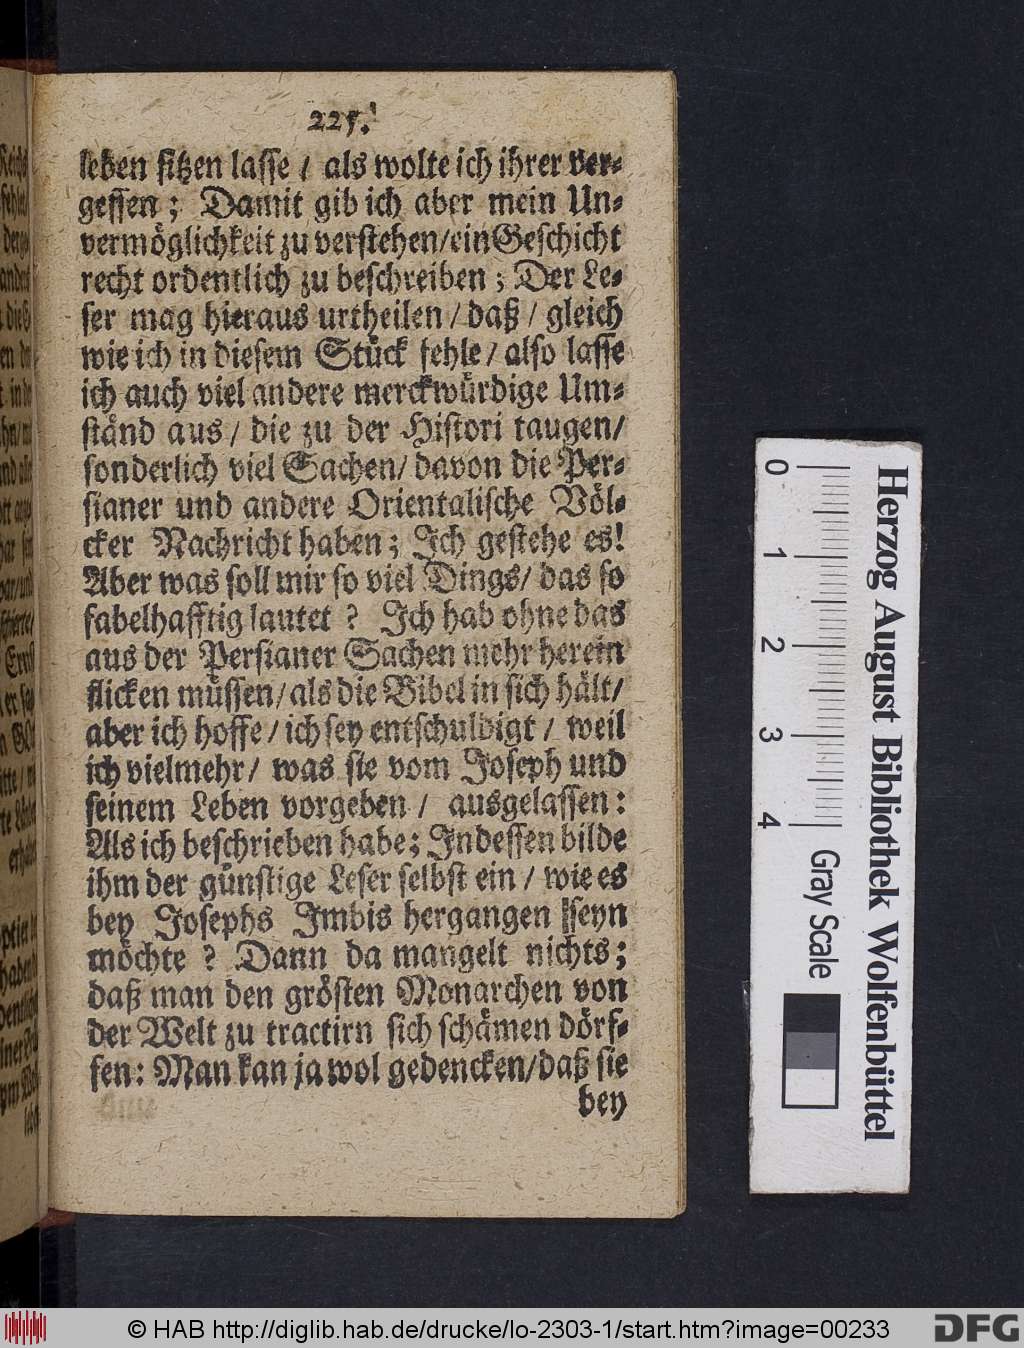 225.
leben sitzen lasse / als wolte ich ihrer ver-
gessen; Damit gib ich aber mein Un-
vermöglichkeit zu verstehen/ein Geschicht
recht ordentlich zu beschreiben; Der Le-
ser mag hieraus urtheilen / daß / gleich
wie ich in diesem Stück fehle / also lasse
ich auch viel andere merckwürdige Um-
ständ aus / die zu der Histori taugen/
sonderlich viel Sachen/ davon die Per-
sianer und andere Orientalische Völ-
cker Nachricht haben; Ich gestehe es!
Aber was soll mir so viel Dings/ das so
fabelhafftig lautet? Ich hab ohne das
aus der Persianer Sachen mehr herein
flicken müssen/als die Bibel in sich hält/
aber ich hoffe / ich sey entschuldigt / weil
ich vielmehr / was sie vom Joseph und
seinem Leben vorgeben / ausgelassen:
Als ich beschrieben habe; Indessen bilde
ihm der günstige Leser selbst ein / wie es
bey Josephs Imbis hergangen seyn
möchte? Dann da mangelt nichts;
daß man den grösten Monarchen von
der Welt zu tractirn sich schämen dörf-
fen: Man kan ja wol gedencken/daß sie
bey
0
1
2
3
4
Gray Scale
Herzog August Bibliothek Wolfenbüttel
© HAB http://diglib.hab.de/drucke/lo-2303-1/start.htm?image=00233
DFG